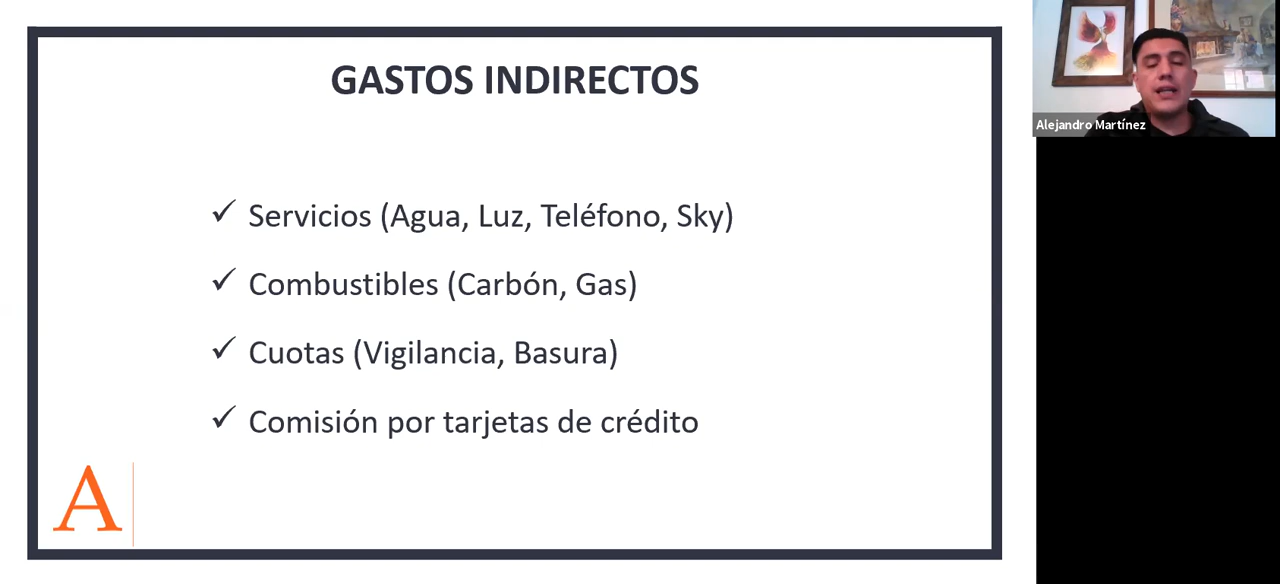 GASTOS INDIRECTOS
✓ Servicios (Agua, Luz, Teléfono, Sky)
✓ Combustibles (Carbón, Gas)
✓ Cuotas (Vigilancia, Basura)
✓ Comisión por tarjetas de crédito
A
Alejandro Martínez